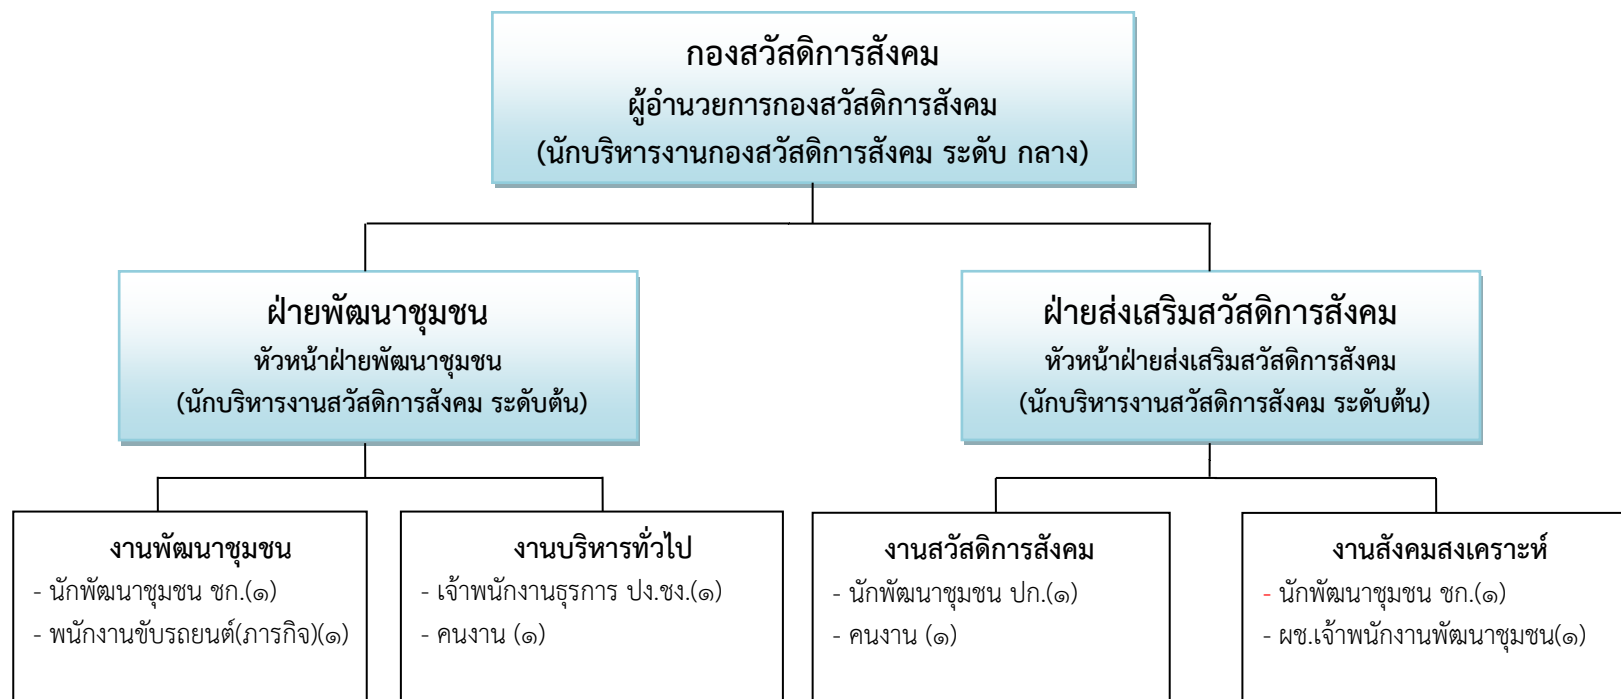 กองสวัสดิการสังคม
ผู้อำนวยการกองสวัสดิการสังคม
(นักบริหารงานกองสวัสดิการสังคม ระดับ กลาง)
ฝ่ายพัฒนาชุมชน
หัวหน้าฝ่ายพัฒนาชุมชน
(นักบริหารงานสวัสดิการสังคม ระดับต้น)
ฝ่ายส่งเสริมสวัสดิการสังคม
หัวหน้าฝ่ายส่งเสริมสวัสดิการสังคม
(นักบริหารงานสวัสดิการสังคม ระดับต้น)
งานพัฒนาชุมชน
- นักพัฒนาชุมชน ชก.(๑)
- พนักงานขับรถยนต์(ภารกิจ)(๑)
งานบริหารทั่วไป
- เจ้าพนักงานธุรการ ปง.ชง.(๑)
- คนงาน (๑)
งานสวัสดิการสังคม
- นักพัฒนาชุมชน ปก.(๑)
- คนงาน (๑)
งานสังคมสงเคราะห์
- นักพัฒนาชุมชน ชก.(๑)
- ผช.เจ้าพนักงานพัฒนาชุมชน(๑)